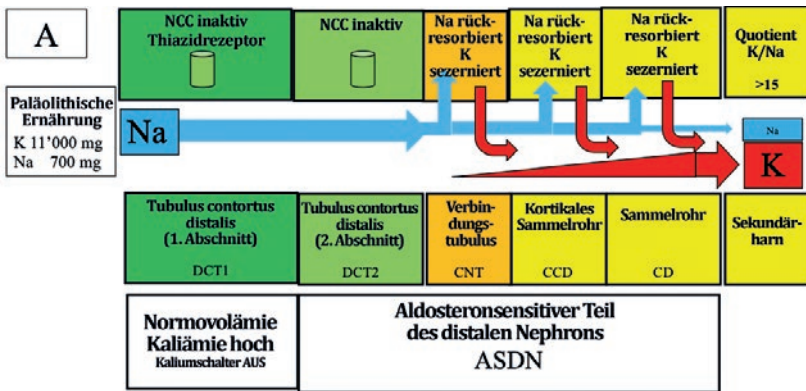 A
NCC inaktiv
Thiazidrezeptor
NCC inaktiv
Na rück-
resorbiert
K
sezerniert
Na rück-
resorbiert
K
sezerniert
Na rück-
resorbiert
K
sezerniert
Quotient
K/Na
>15
Paläolithische
Ernährung
K 11’000 mg
Na 700 mg
Na
Na
K
Tubulus contortus
distalis
(1. Abschnitt)
DCT1
Tubulus contortus
distalis
(2. Abschnitt)
DCT2
Verbin-
dungs-
tubulus
CNT
Kortikales
Sammelrohr
CCD
Sammelrohr
CD
Sekundär-
harn
Normovolämie
Kaliämie hoch
Kaliumschalter AUS
Aldosteronsensitiver Teil
des distalen Nephrons
ASDN